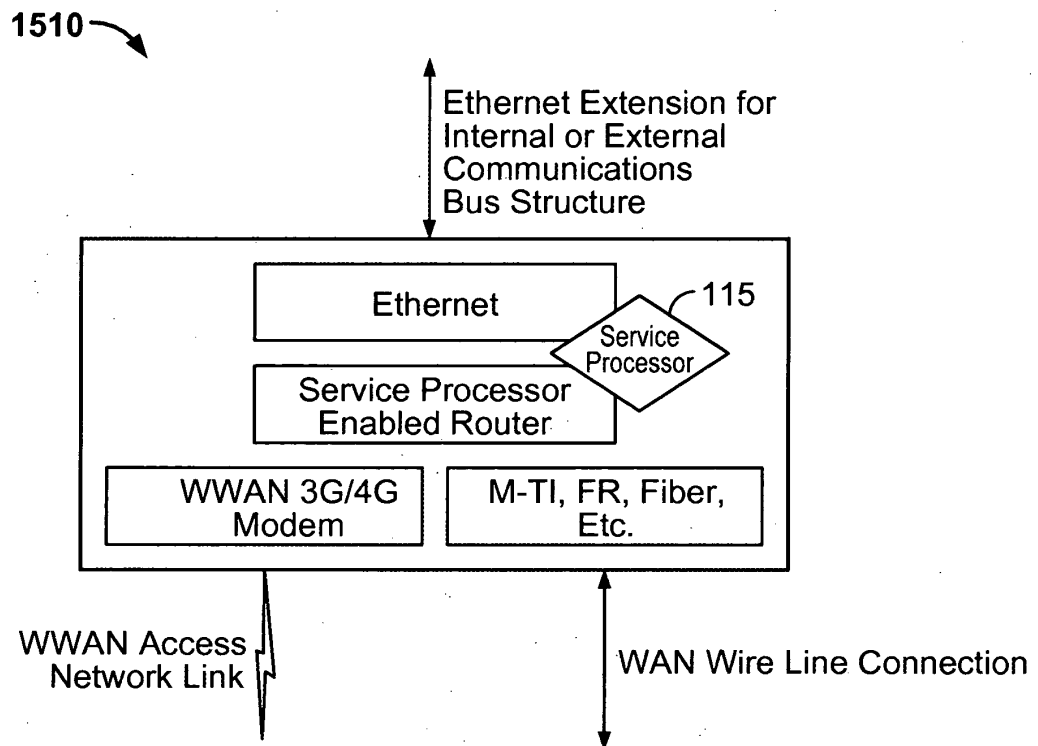 1510
Ethernet Extension for
Internal or External
Communications
Bus Structure
Ethernet
115
Service
Processor
Service Processor
Enabled Router
WWAN 3G/4G
Modem
M-TI, FR, Fiber,
Etc.
WWAN Access
Network Link
WAN Wire Line Connection